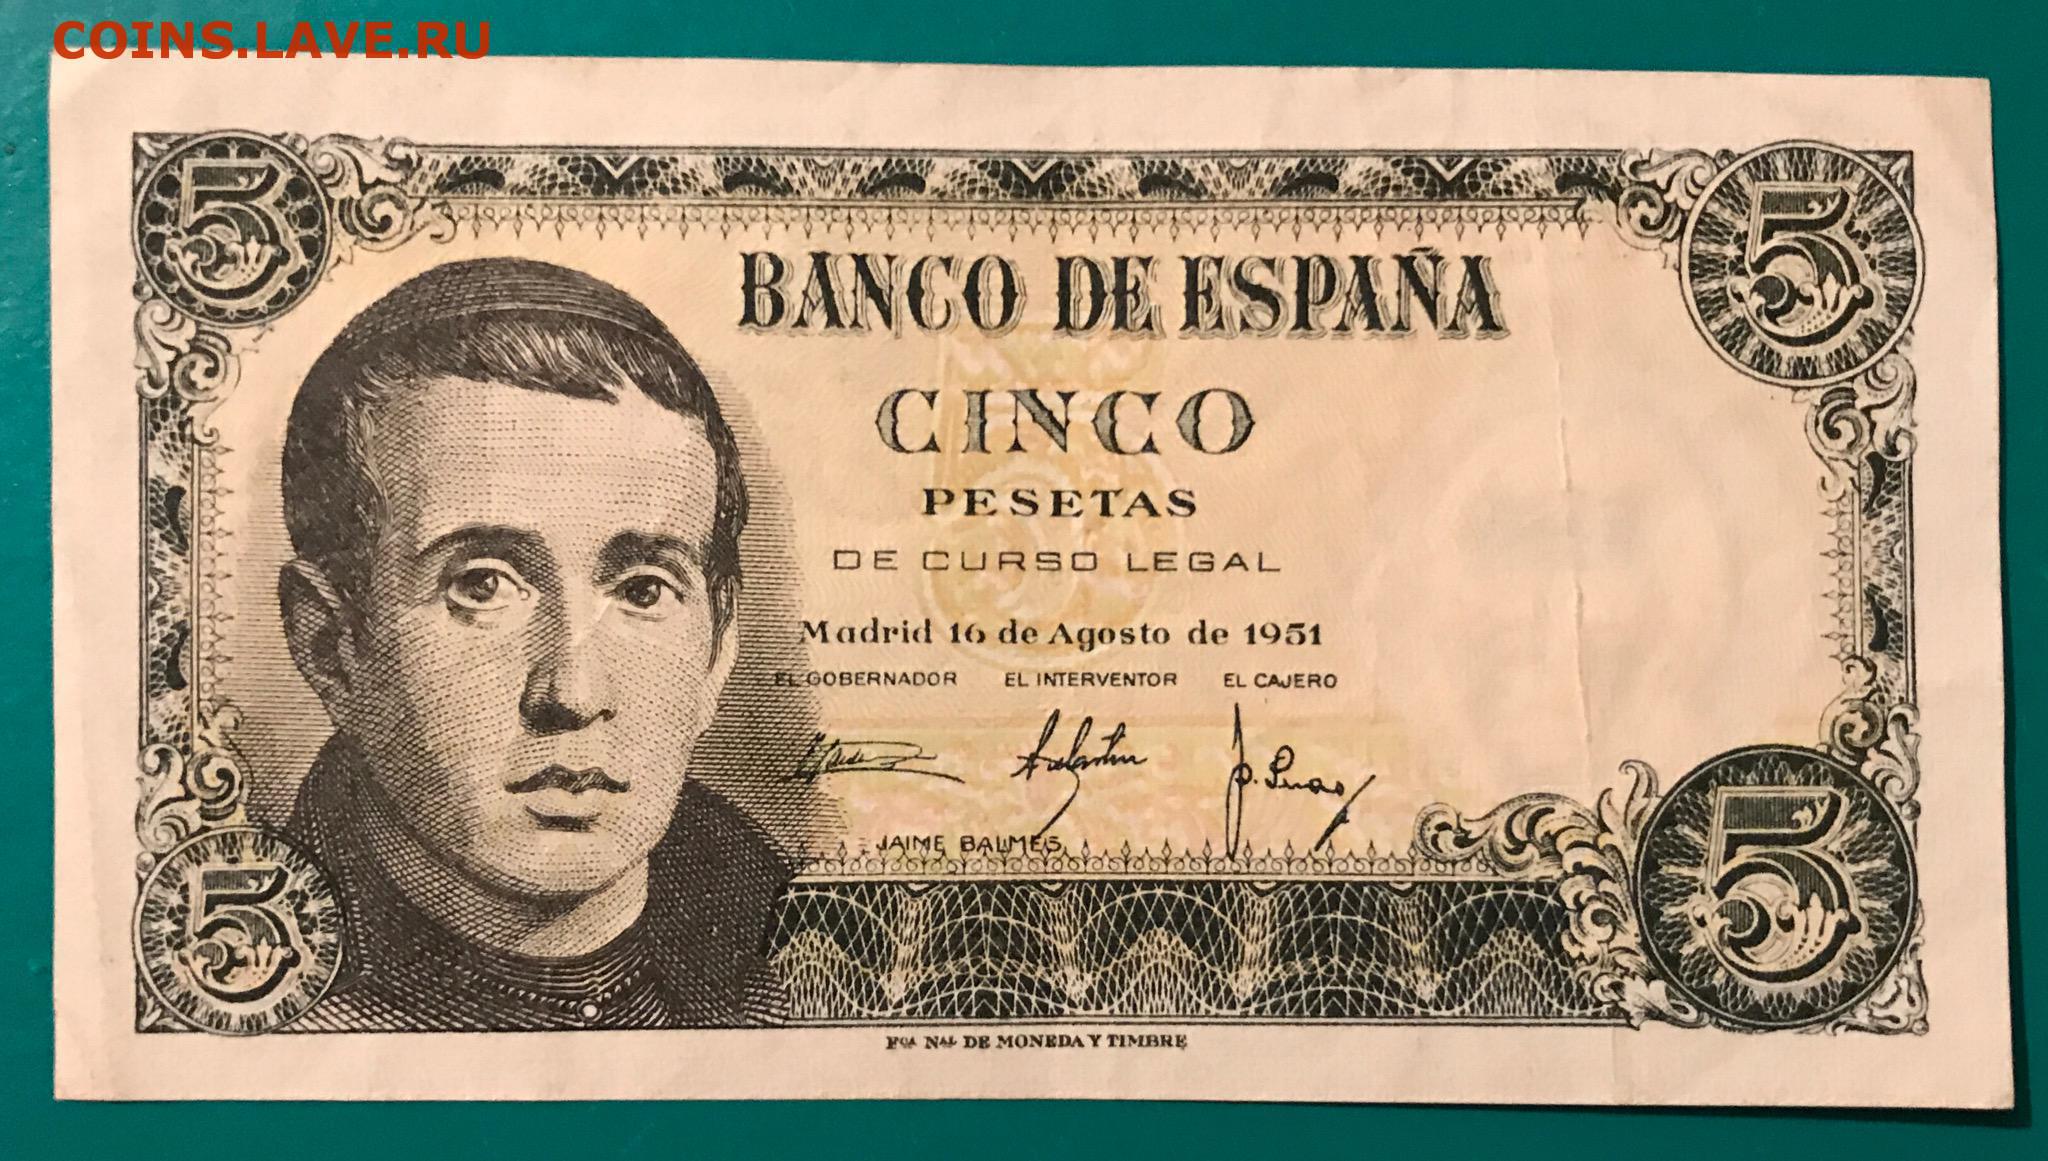 COINS.LAVE.RU
5 5
BANCO DE ESPAÑA
CINCO
PESETAS
DE CURSO LEGAL
Madrid 16 de Agosto de 1951
EL GOBERNADOR EL INTERVENTOR EL CAJERO
JAIME BALMES
5 5
Fca Nal DE MONEDA Y TIMBRE